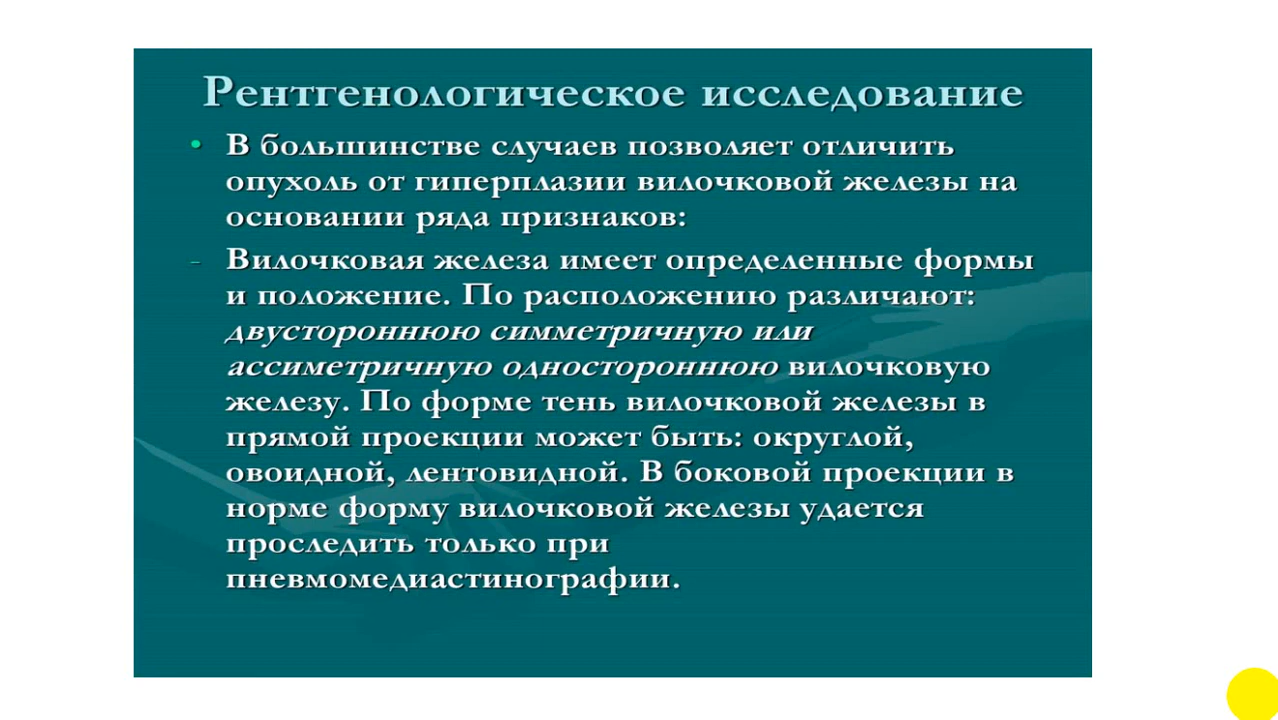 Рентгенологическое исследование
• В большинстве случаев позволяет отличить
опухоль от гиперплазии вилочковой железы на
основании ряда признаков:
- Вилочковая железа имеет определенные формы
и положение. По расположению различают:
двустороннюю симметричную или
ассиметричную одностороннюю вилочковую
железу. По форме тень вилочковой железы в
прямой проекции может быть: округлой,
овоидной, лентовидной. В боковой проекции в
норме форму вилочковой железы удается
проследить только при
пневмомедиастинографии.